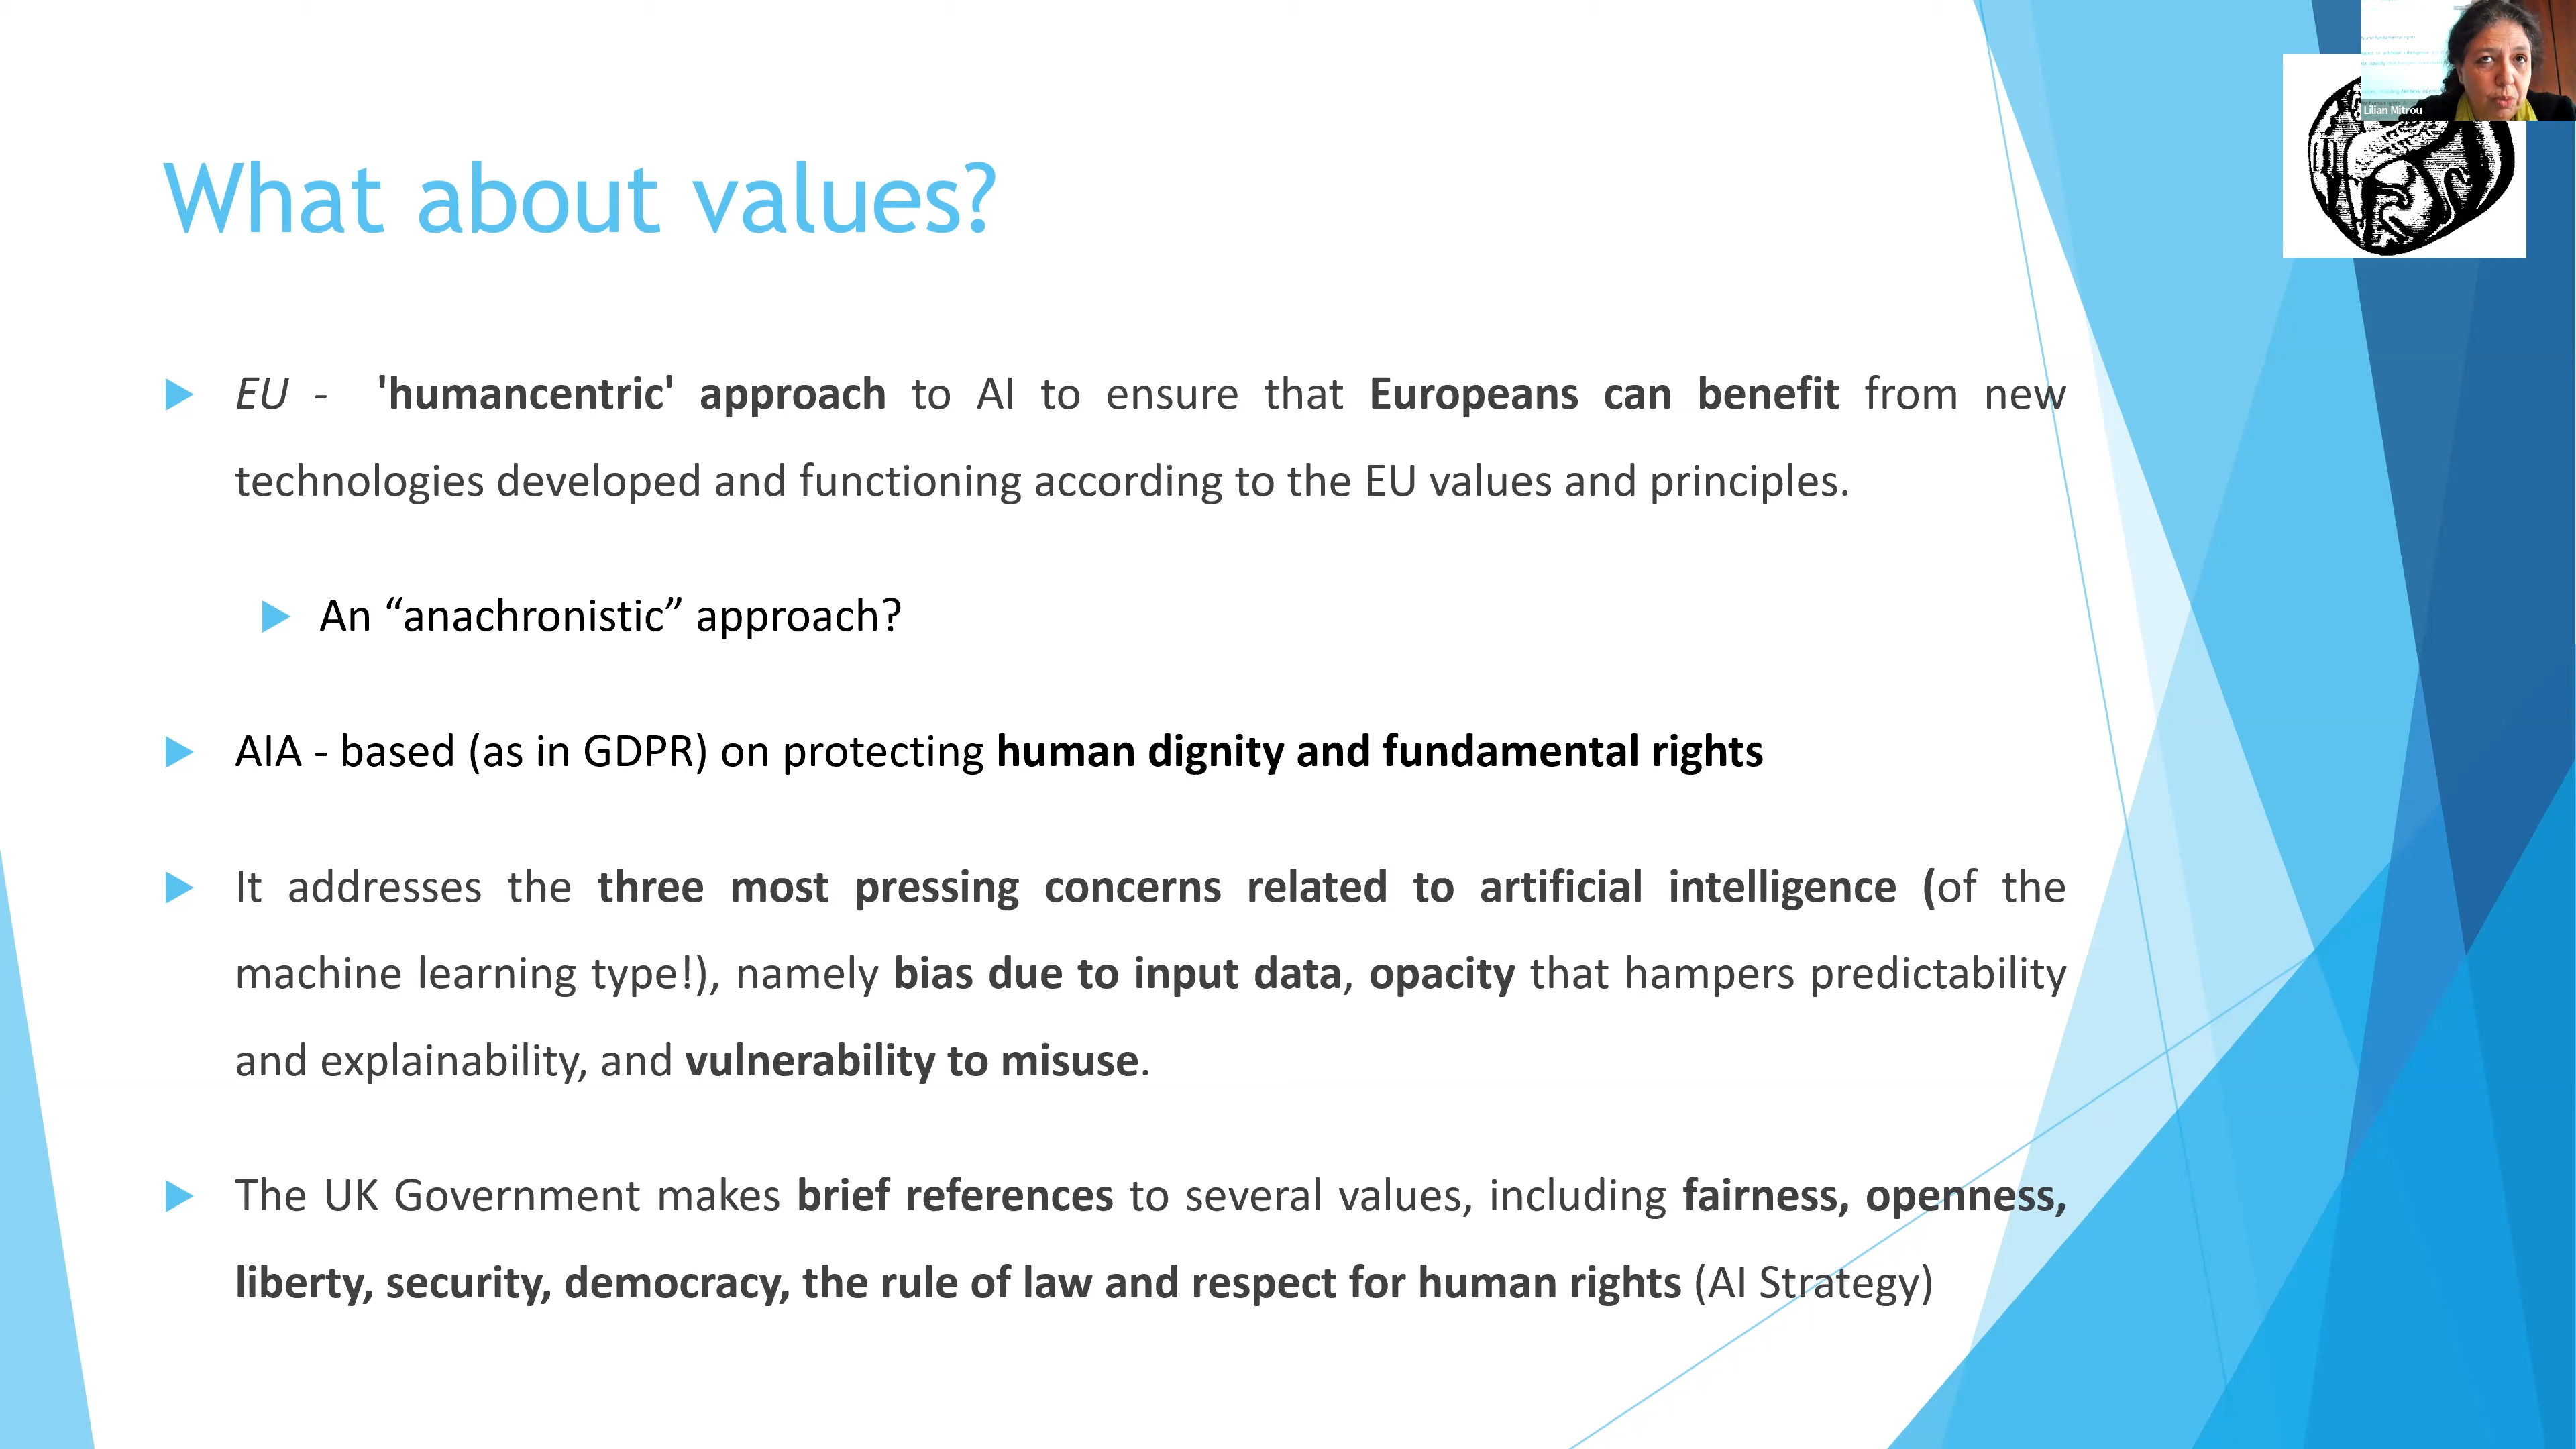 Lilian Mitrou
What about values?
EU - 'humancentric' approach to AI to ensure that Europeans can benefit from new
technologies developed and functioning according to the EU values and principles.
An “anachronistic” approach?
AIA - based (as in GDPR) on protecting human dignity and fundamental rights
It addresses the three most pressing concerns related to artificial intelligence (of the
machine learning type!), namely bias due to input data, opacity that hampers predictability
and explainability, and vulnerability to misuse.
The UK Government makes brief references to several values, including fairness, openness,
liberty, security, democracy, the rule of law and respect for human rights (AI Strategy)